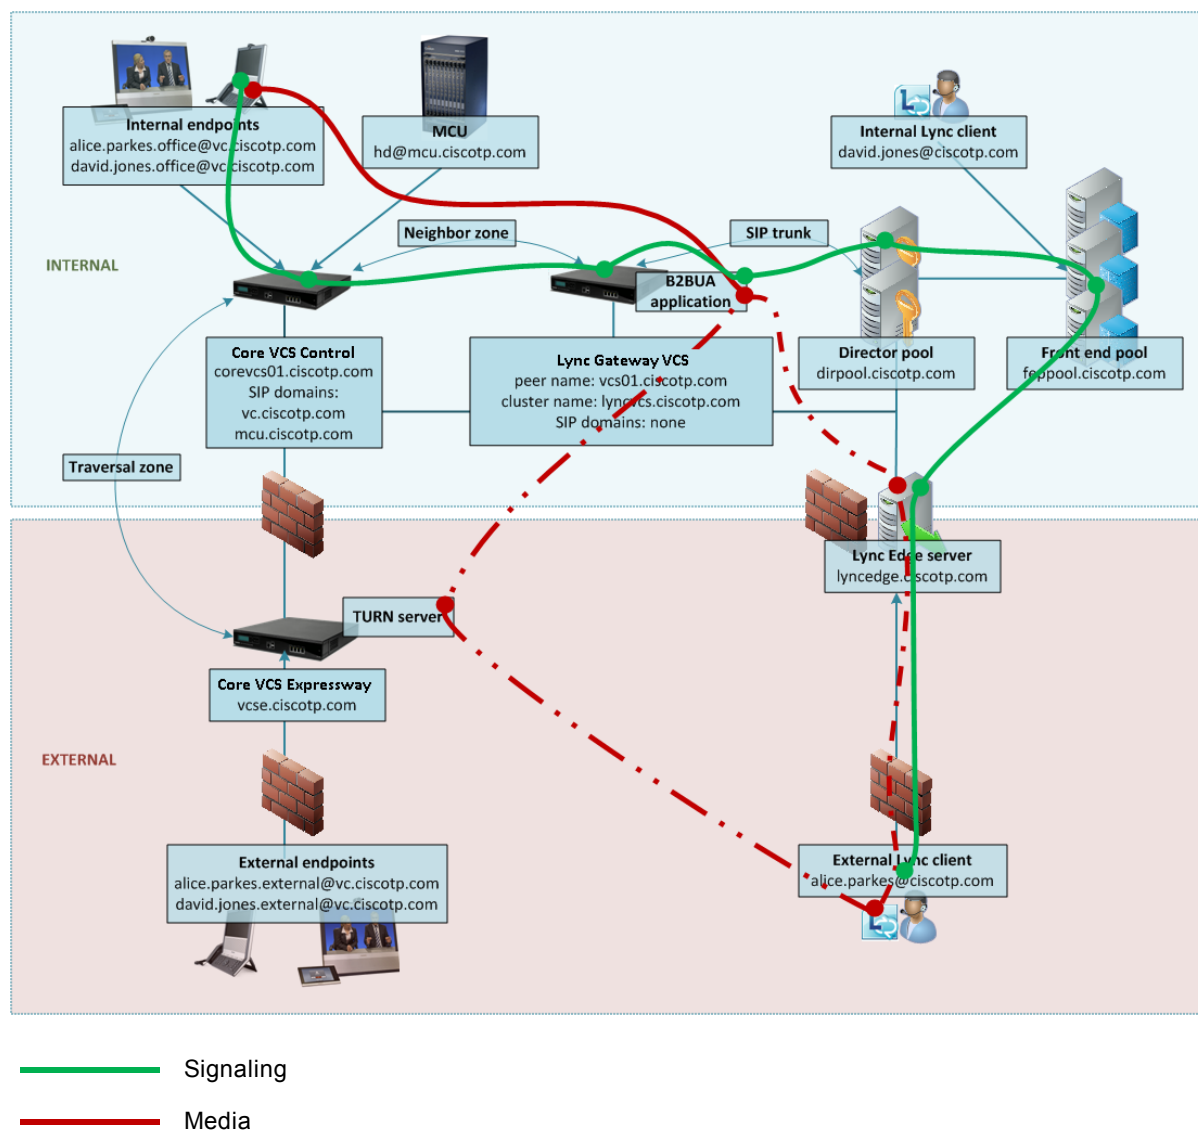 Internal endpoints
alice.parkes.office@vc.ciscotp.com
david.jones.office@vc.ciscotp.com
MCU
hd@mcu.ciscotp.com
Internal Lync client
david.jones@ciscotp.com
Neighbor zone
SIP trunk
INTERNAL
B2BUA
application
Core VCS Control
corevcs01.ciscotp.com
SIP domains:
vc.ciscotp.com
mcu.ciscotp.com
Lync Gateway VCS
peer name: vcs01.ciscotp.com
cluster name: lyncvcs.ciscotp.com
SIP domains: none
Director pool
dirpool.ciscotp.com
Front end pool
feppool.ciscotp.com
Traversal zone
Lync Edge server
lyncedge.ciscotp.com
TURN server
Core VCS Expressway
vcse.ciscotp.com
EXTERNAL
External endpoints
alice.parkes.external@vc.ciscotp.com
david.jones.external@vc.ciscotp.com
External Lync client
alice.parkes@ciscotp.com
Signaling
Media